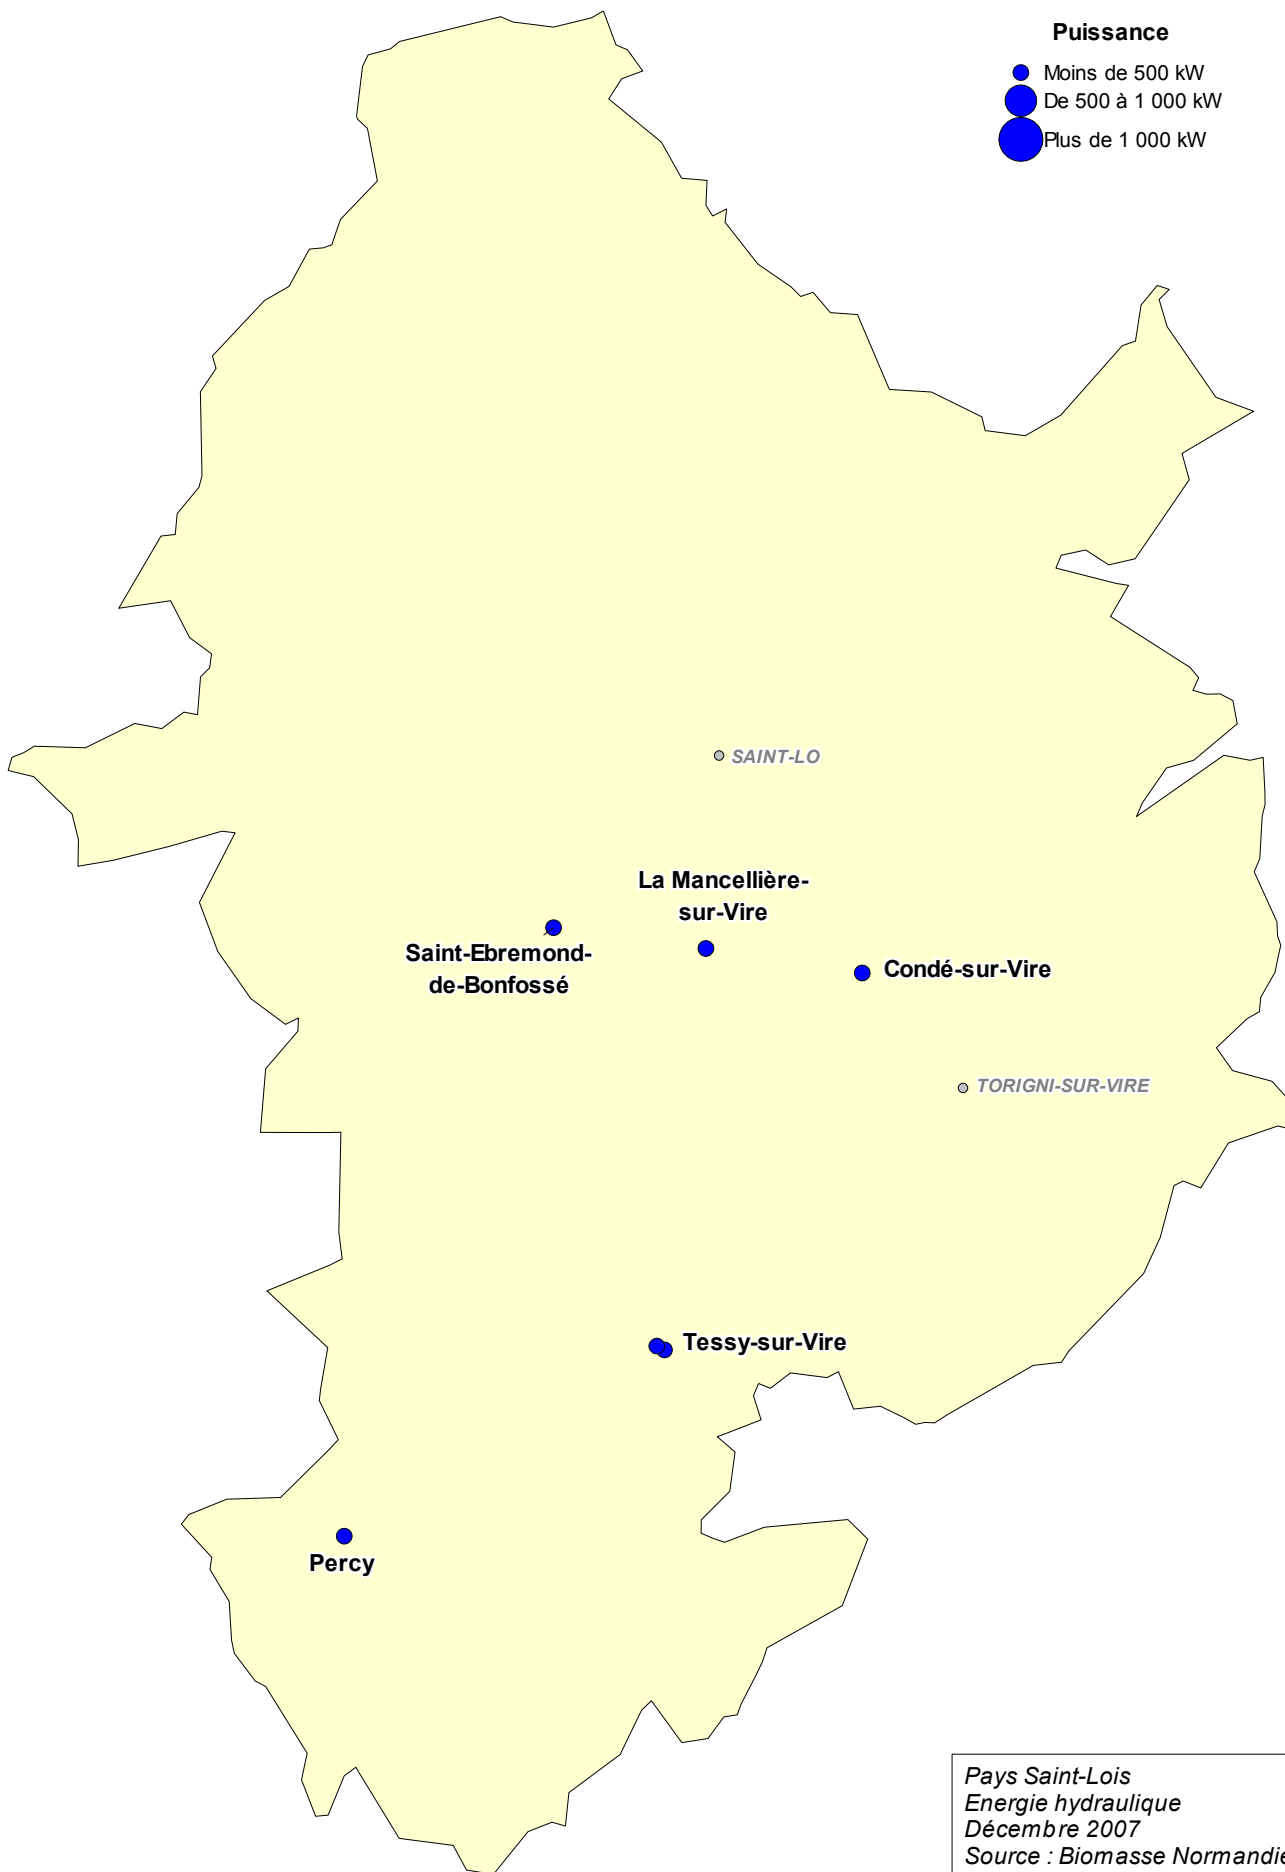 Puissance
Moins de 500 kW
De 500 à 1 000 kW
Plus de 1 000 kW
SAINT-LO
La Mancellière-
sur-Vire
Saint-Ebremond-
de-Bonfossé
Condé-sur-Vire
TORIGNI-SUR-VIRE
Tessy-sur-Vire
Percy
Pays Saint-Lois
Energie hydraulique
Décembre 2007
Source : Biomasse Normandie